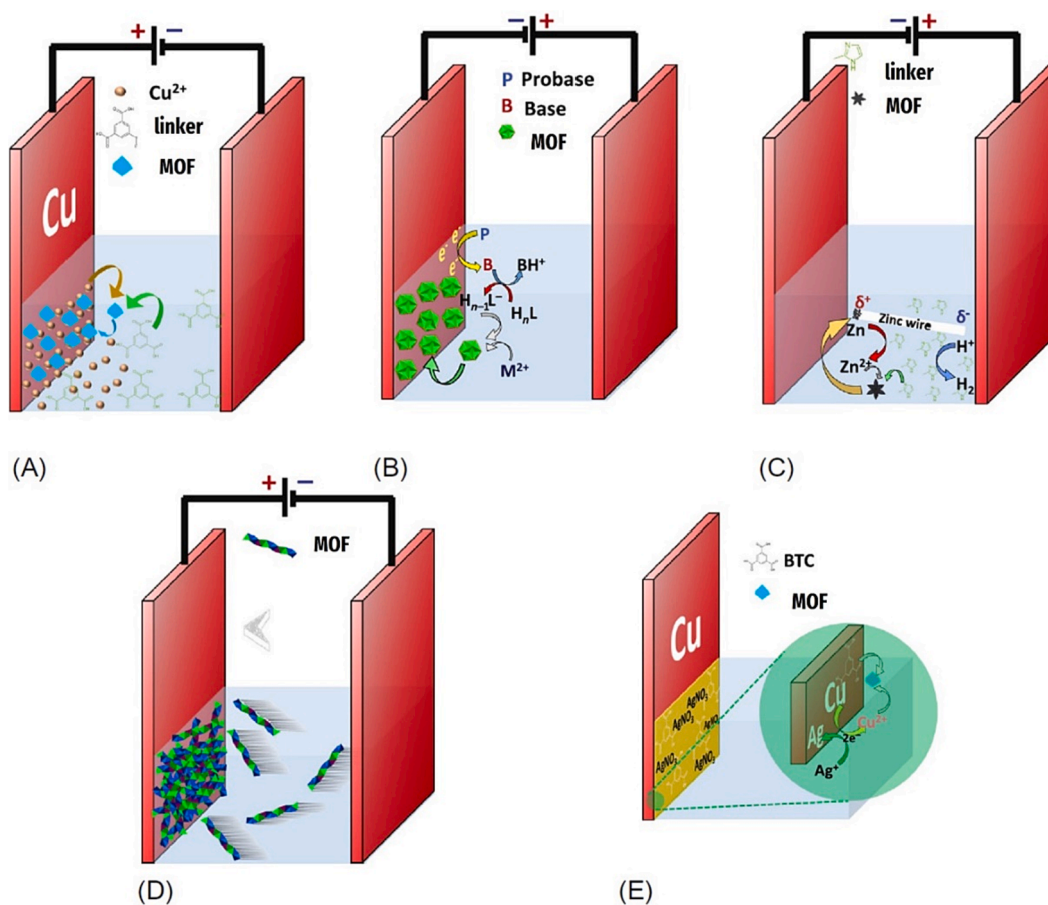 + −
Cu²⁺
linker
MOF
Cu
(A)
− +
P Probase
B Base
MOF
e⁻ e⁻
e⁻
P
B
BH⁺
Hₙ₋₁L⁻
HₙL
M²⁺
(B)
− +
linker
MOF
δ⁺
Zinc wire
δ⁻
Zn
Zn²⁺
H⁺
H₂
(C)
+ −
MOF
(D)
BTC
MOF
Cu
AgNO₃
AgNO₃
AgNO₃
AgNO₃
AgNO₃
Cu
Ag
2e⁻
Cu²⁺
Ag⁺
(E)